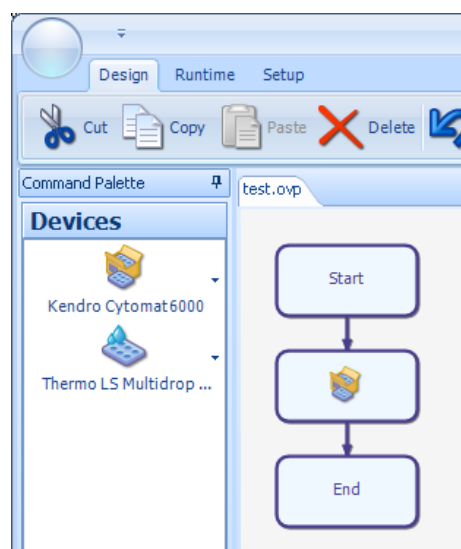 Design Runtime Setup
Cut Copy Paste Delete
Command Palette
test.ovp
Devices
Kendro Cytomat6000
Thermo LS Multidrop ...
Start
End